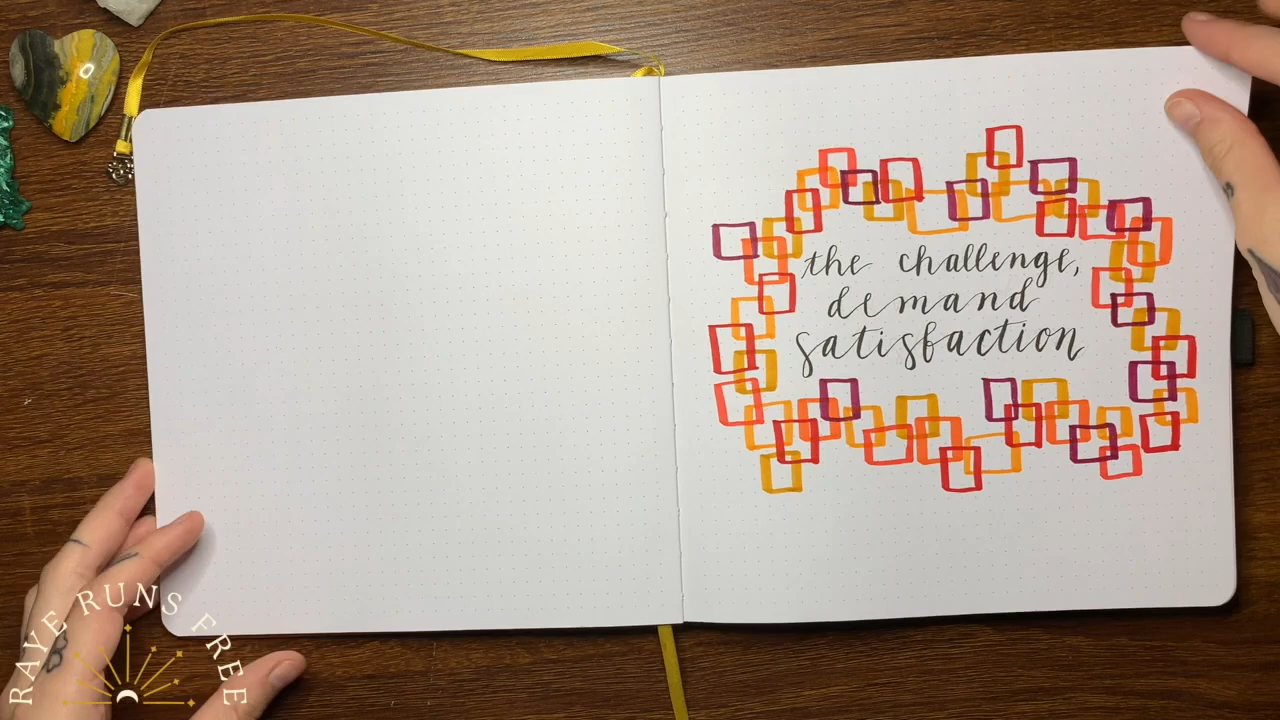 the challenge,
demand
satisfaction
RAYE RUNS FREE